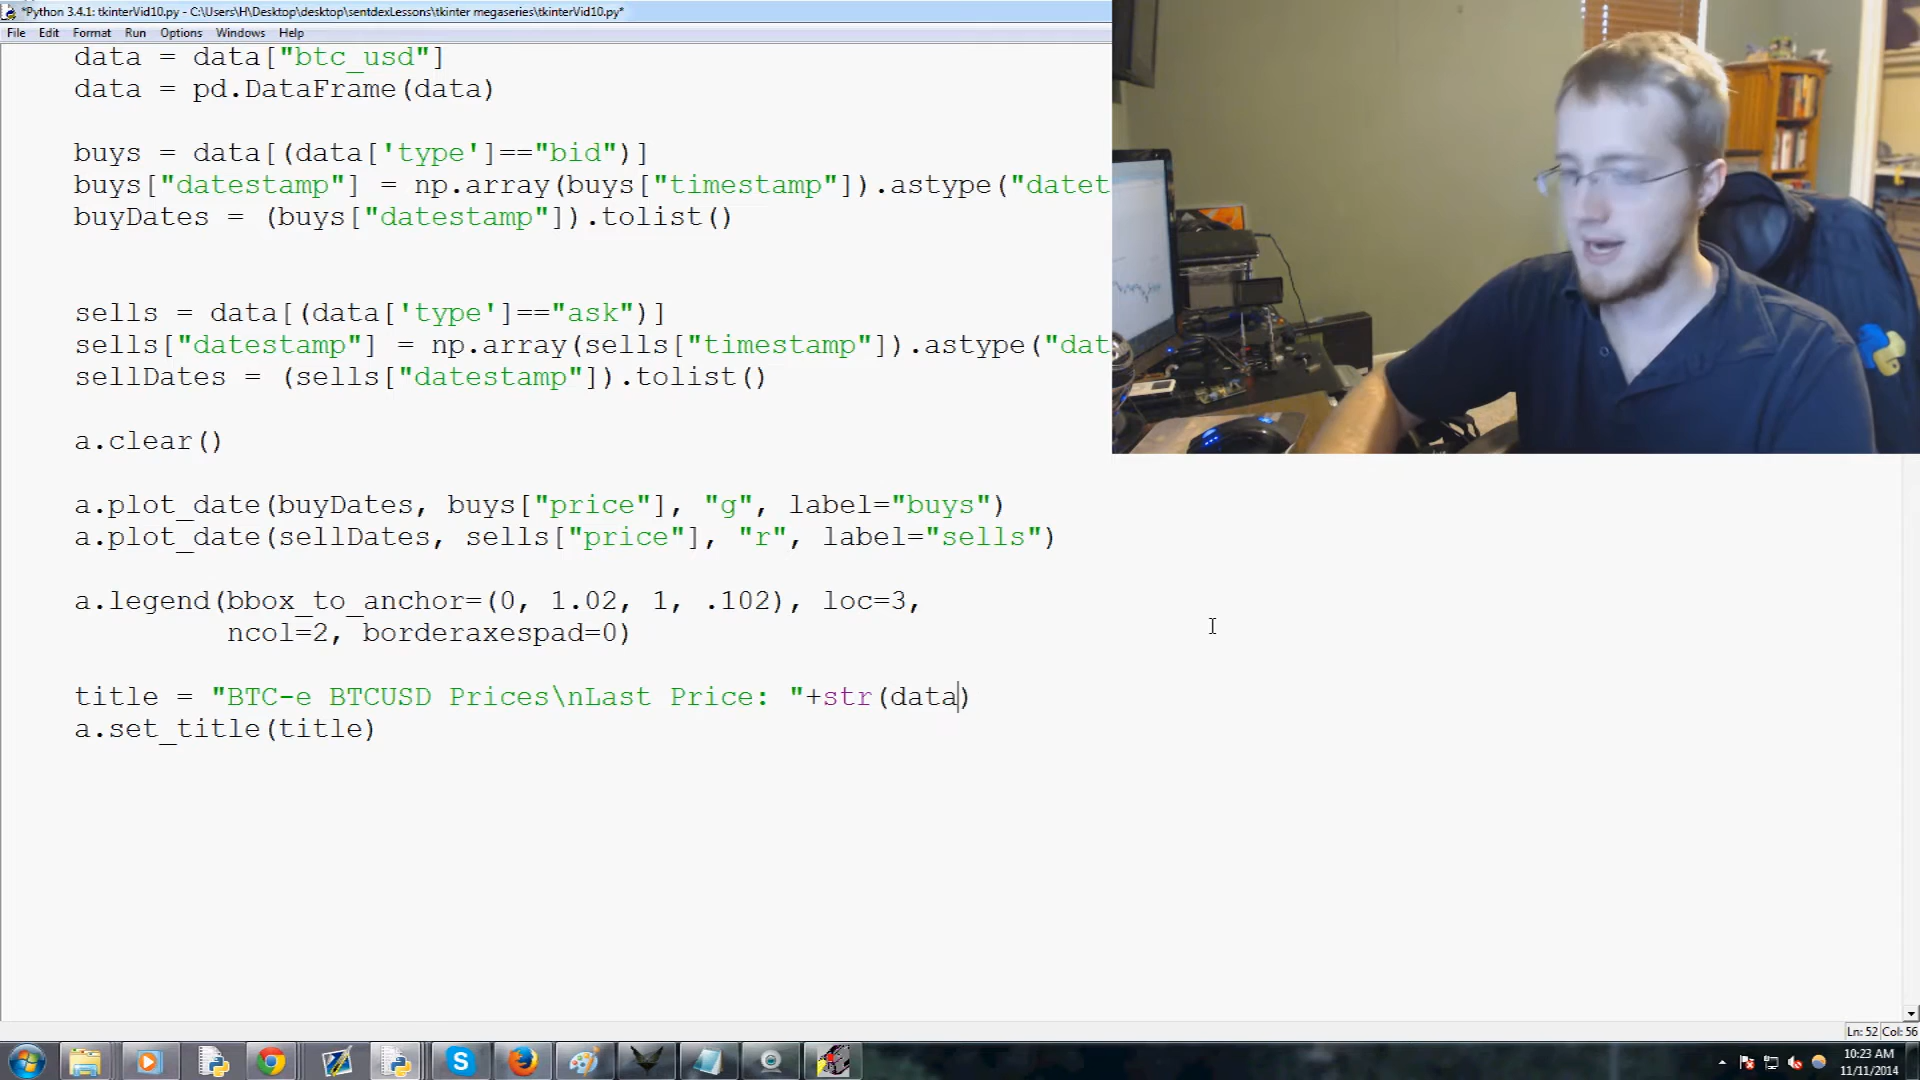 *Python 3.4.1: tkinterVid10.py - C:\Users\H\Desktop\desktop\sentdexLessons\tkinter megaseries\tkinterVid10.py*
File Edit Format Run Options Windows Help
data = data["btc_usd"]
data = pd.DataFrame(data)
buys = data[(data['type']=="bid")]
buys["datestamp"] = np.array(buys["timestamp"]).astype("datet
buyDates = (buys["datestamp"]).tolist()
sells = data[(data['type']=="ask")]
sells["datestamp"] = np.array(sells["timestamp"]).astype("dat
sellDates = (sells["datestamp"]).tolist()
a.clear()
a.plot_date(buyDates, buys["price"], "g", label="buys")
a.plot_date(sellDates, sells["price"], "r", label="sells")
a.legend(bbox_to_anchor=(0, 1.02, 1, .102), loc=3,
ncol=2, borderaxespad=0)
title = "BTC-e BTCUSD Prices\nLast Price: "+str(data)
a.set_title(title)
Ln: 52 Col: 56
10:23 AM
11/11/2014